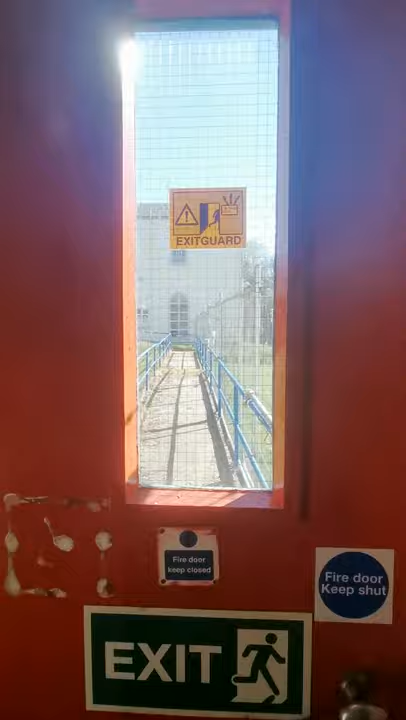 EXITGUARD
Fire door
keep closed
Fire door
Keep shut
EXIT